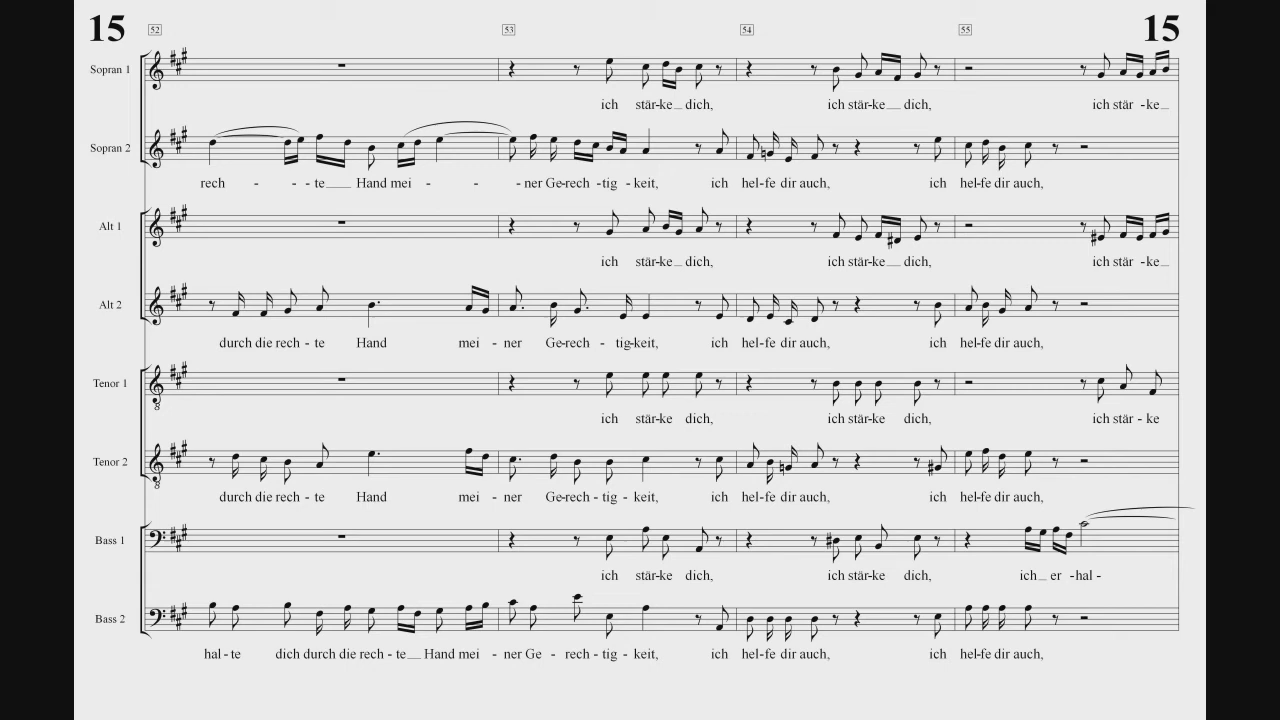 15 52 53 54 55 15
Sopran 1
ich stär-ke dich, ich stär-ke dich, ich stär -ke
Sopran 2
rech - - - te Hand mei - - ner Ge-rech -tig -keit, ich hel-fe dir auch, ich hel-fe dir auch,
Alt 1
ich stär-ke dich, ich stär-ke dich, ich stär -ke
Alt 2
durch die rech - te Hand mei - ner Ge-rech - tig-keit, ich hel-fe dir auch, ich hel-fe dir auch,
Tenor 1
ich stär-ke dich, ich stär-ke dich, ich stär - ke
Tenor 2
durch die rech - te Hand mei - ner Ge-rech - tig - keit, ich hel-fe dir auch, ich hel-fe dir auch,
Bass 1
ich stär-ke dich, ich stär-ke dich, ich er -hal -
Bass 2
hal - te dich durch die rech - te Hand mei - ner Ge - rech - tig - keit, ich hel-fe dir auch, ich hel-fe dir auch,